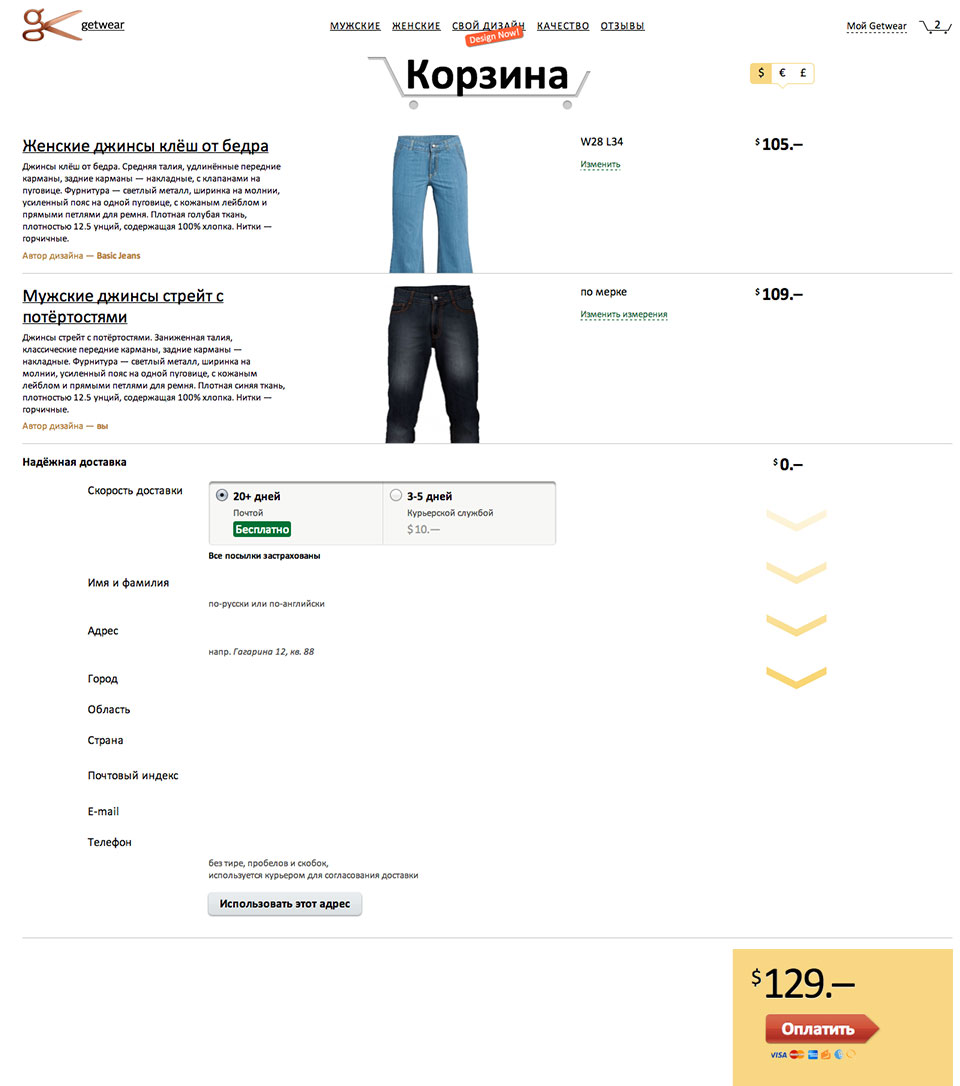 getwear
МУЖСКИЕ ЖЕНСКИЕ СВОЙ ДИЗАЙН КАЧЕСТВО ОТЗЫВЫ
Design Now!
Мой Getwear 2
Корзина
$ € £
Женские джинсы клёш от бедра
Джинсы клёш от бедра. Средняя талия, удлинённые передние
карманы, задние карманы — накладные, с клапанами на
пуговице. Фурнитура — светлый металл, ширинка на молнии,
усиленный пояс на одной пуговице, с кожаным лейблом и
прямыми петлями для ремня. Плотная голубая ткань,
плотностью 12.5 унций, содержащая 100% хлопка. Нитки —
горчичные.
Автор дизайна — Basic Jeans
W28 L34
Изменить
$105.—
Мужские джинсы стрейт с
потёртостями
Джинсы стрейт с потёртостями. Заниженная талия,
классические передние карманы, задние карманы —
накладные. Фурнитура — светлый металл, ширинка на
молнии, усиленный пояс на одной пуговице, с кожаным
лейблом и прямыми петлями для ремня. Плотная синяя ткань,
плотностью 12.5 унций, содержащая 100% хлопка. Нитки —
горчичные.
Автор дизайна — вы
по мерке
Изменить измерения
$109.—
Надёжная доставка
$0.—
Скорость доставки
20+ дней
Почтой
Бесплатно
3-5 дней
Курьерской службой
$10.—
Все посылки застрахованы
Имя и фамилия
по-русски или по-английски
Адрес
напр. Гагарина 12, кв. 88
Город
Область
Страна
Почтовый индекс
E-mail
Телефон
без тире, пробелов и скобок,
используется курьером для согласования доставки
Использовать этот адрес
$129.—
Оплатить
VISA